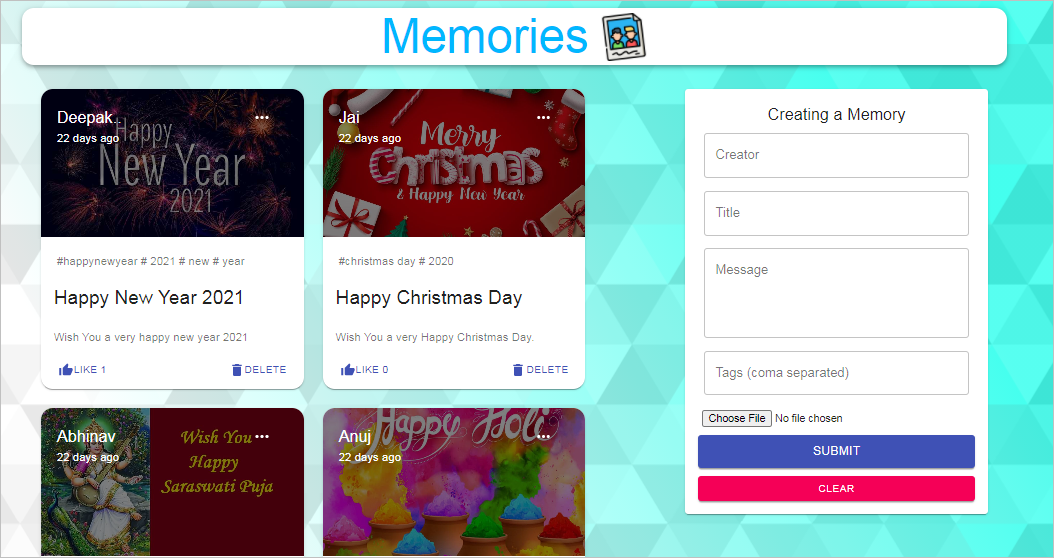 Memories
Deepak..
22 days ago
Happy
New Year
2021
#happynewyear # 2021 # new # year
Happy New Year 2021
Wish You a very happy new year 2021
LIKE 1
DELETE
Jai
22 days ago
Merry
Christmas
& Happy New Year
#christmas day # 2020
Happy Christmas Day
Wish You a very Happy Christmas Day.
LIKE 0
DELETE
Abhinav
22 days ago
Wish You
Happy
Saraswati Puja
Anuj
22 days ago
Happy Holi
Creating a Memory
Creator
Title
Message
Tags (coma separated)
Choose File No file chosen
SUBMIT
CLEAR